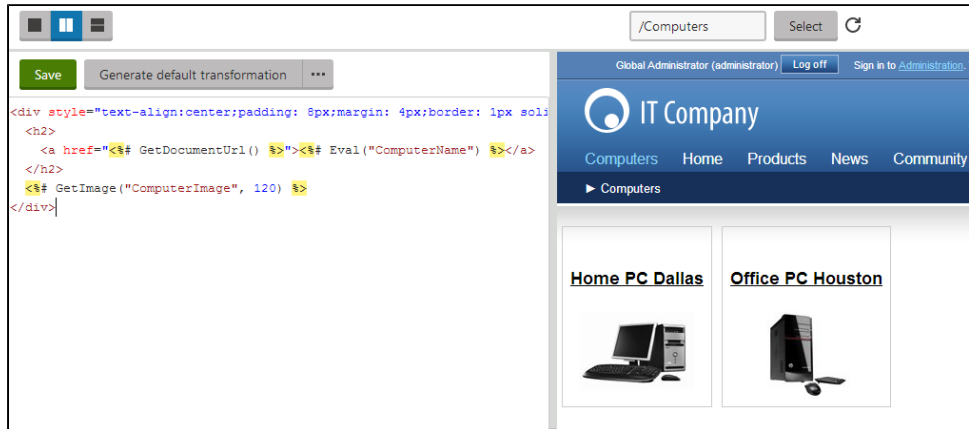 /Computers
Select
Save
Generate default transformation
...
<div style="text-align:center;padding: 8px;margin: 4px;border: 1px soli
<h2>
<a href="<%# GetDocumentUrl() %>"><%# Eval("ComputerName") %></a>
</h2>
<%# GetImage("ComputerImage", 120) %>
</div>
Global Administrator (administrator) Log off Sign in to Administration.
IT Company
Computers Home Products News Community
► Computers
Home PC Dallas Office PC Houston